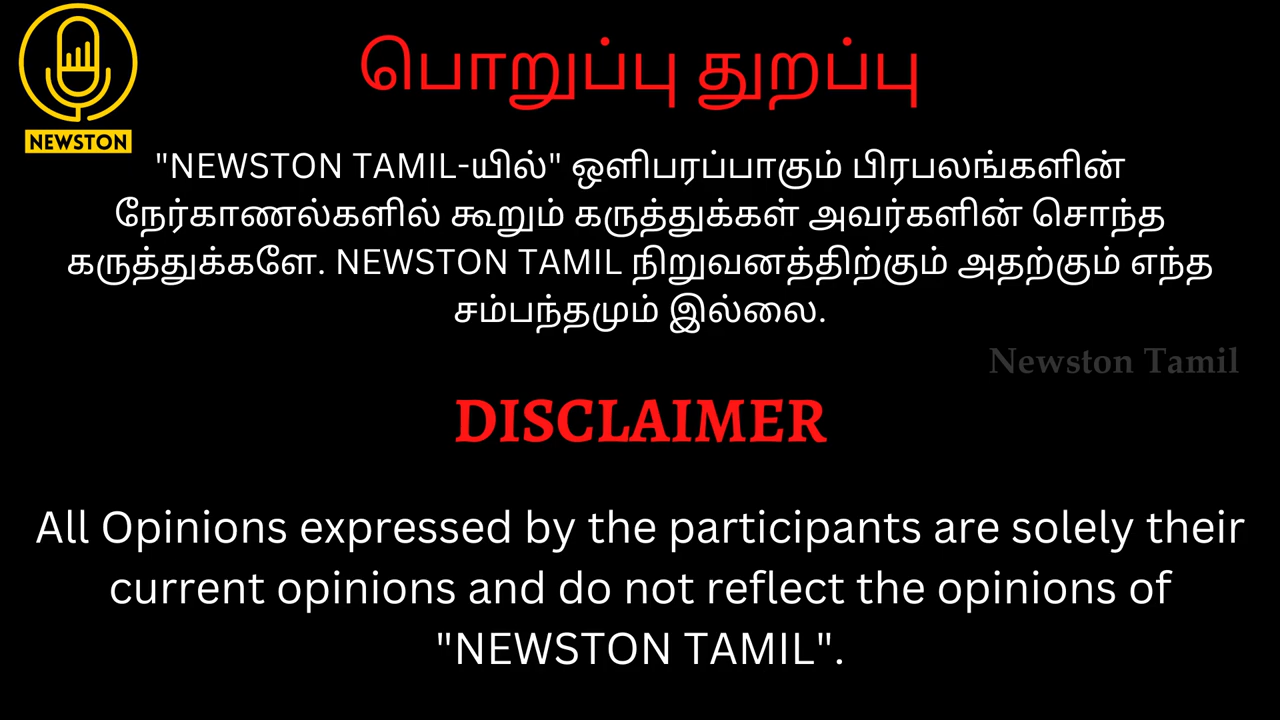 NEWSTON
பொறுப்பு துறப்பு
"NEWSTON TAMIL-யில்" ஒளிபரப்பாகும் பிரபலங்களின்
நேர்காணல்களில் கூறும் கருத்துக்கள் அவர்களின் சொந்த
கருத்துக்களே. NEWSTON TAMIL நிறுவனத்திற்கும் அதற்கும் எந்த
சம்பந்தமும் இல்லை.
Newston Tamil
DISCLAIMER
All Opinions expressed by the participants are solely their
current opinions and do not reflect the opinions of
"NEWSTON TAMIL".